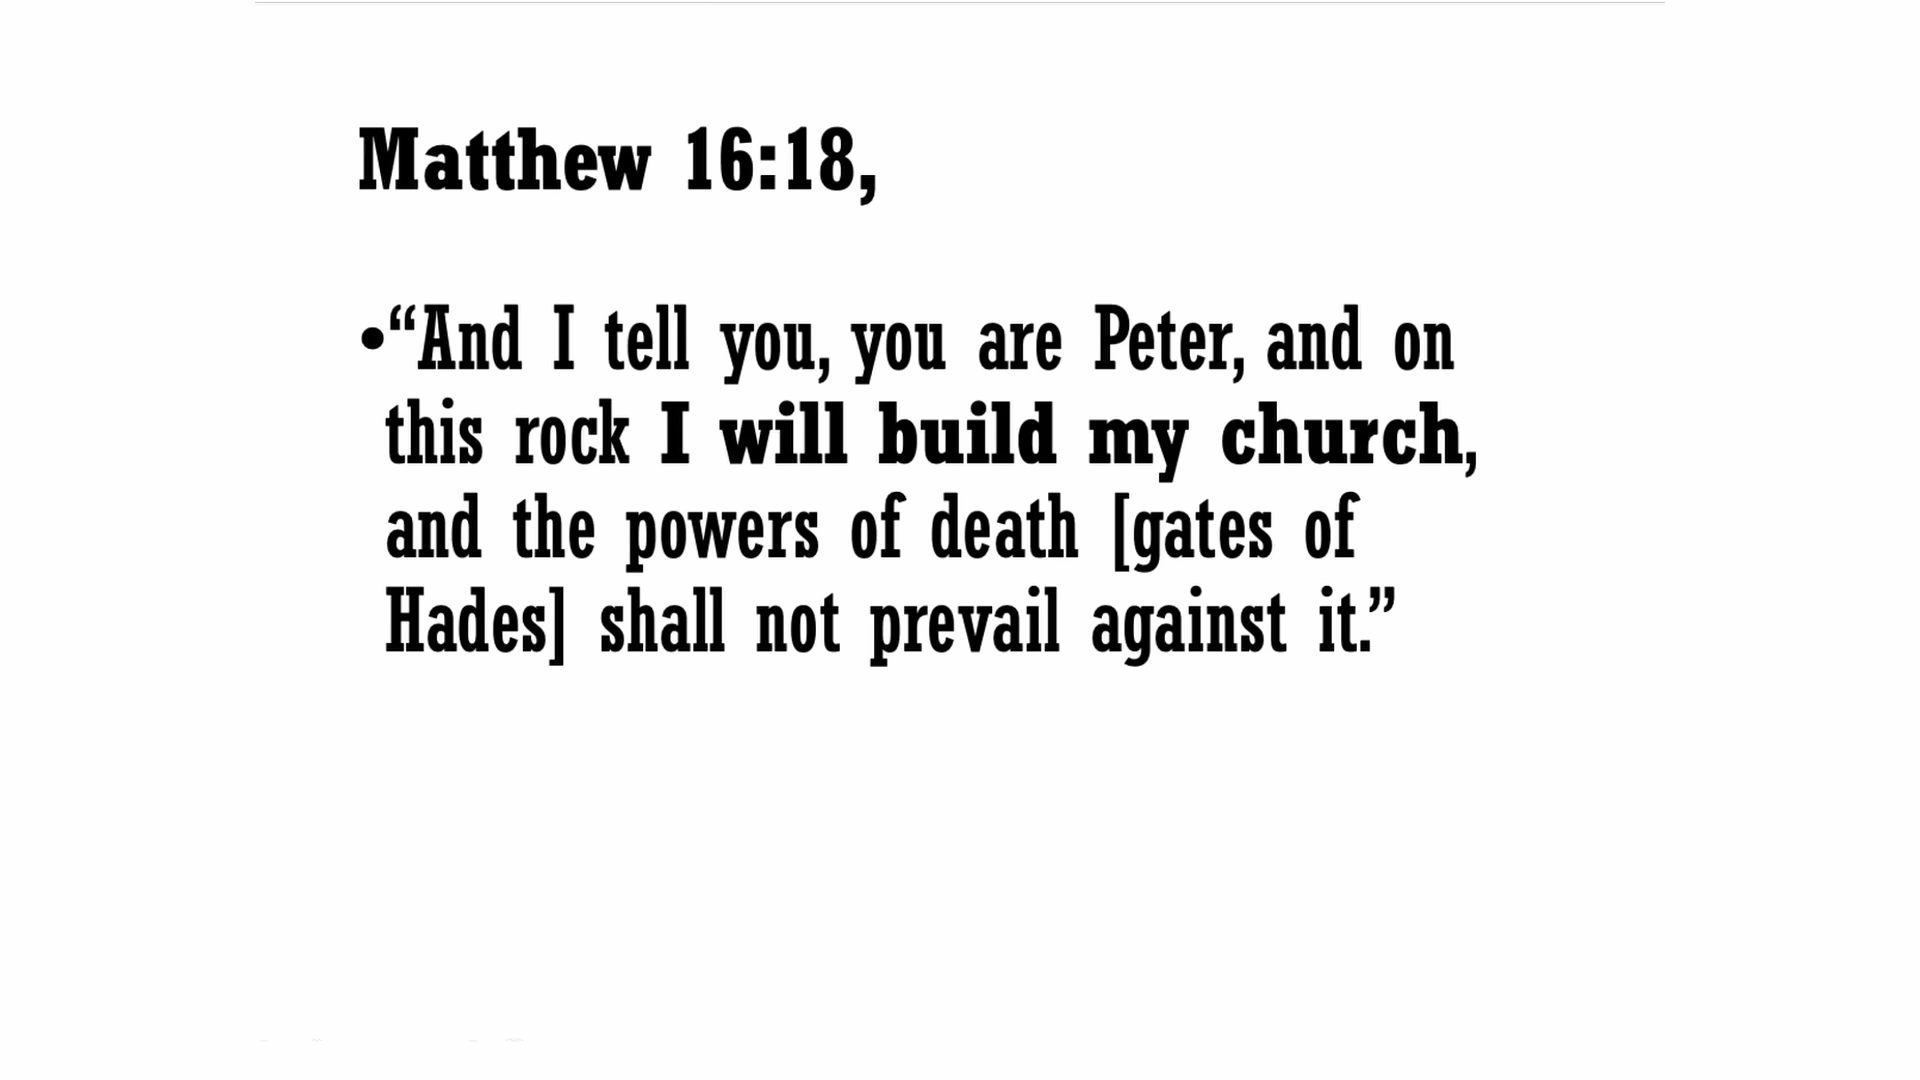 Matthew 16:18,
•“And I tell you, you are Peter, and on
this rock I will build my church,
and the powers of death [gates of
Hades] shall not prevail against it.”